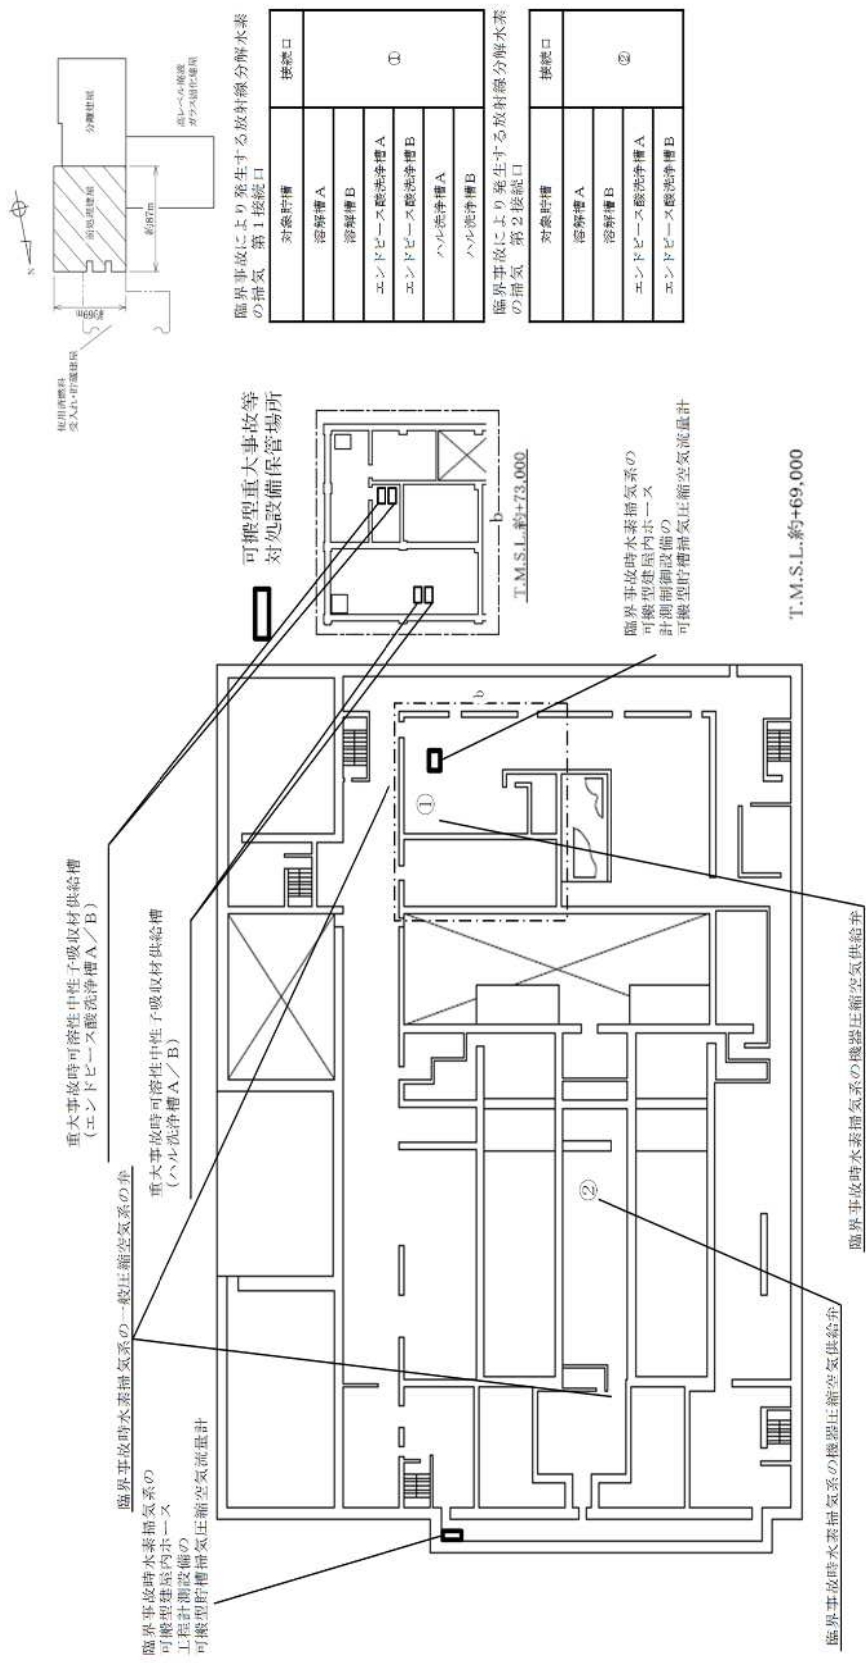 重大事故時可溶性中性子吸収材供給槽
(エンドピース酸洗浄槽A/B)
重大事故時可溶性中性子吸収材供給槽
(ハル洗浄槽A/B)
臨界事故時水素掃気系の一般圧縮空気系の弁
臨界事故時水素掃気系の
可搬型建屋内ホース
工程計測設備の
可搬型貯槽掃気圧縮空気流量計
可搬型重大事故等
対処設備保管場所
b
T.M.S.L.約+73,000
臨界事故時水素掃気系の
可搬型建屋内ホース
計測制御設備の
可搬型貯槽掃気圧縮空気流量計
b
①
②
T.M.S.L.約+69,000
臨界事故時水素掃気系の機器圧縮空気供給弁
臨界事故時水素掃気系の機器圧縮空気供給弁
N
使用済燃料
受入れ・貯蔵建屋
前処理建屋
分離建屋
高レベル廃液
ガラス固化建屋
約69m
約87m
臨界事故により発生する放射線分解水素
の掃気 第1接続口
対象貯槽 接続口
溶解槽A ①
溶解槽B
エンドピース酸洗浄槽A
エンドピース酸洗浄槽B
ハル洗浄槽A
ハル洗浄槽B
臨界事故により発生する放射線分解水素
の掃気 第2接続口
対象貯槽 接続口
溶解槽A ②
溶解槽B
エンドピース酸洗浄槽A
エンドピース酸洗浄槽B